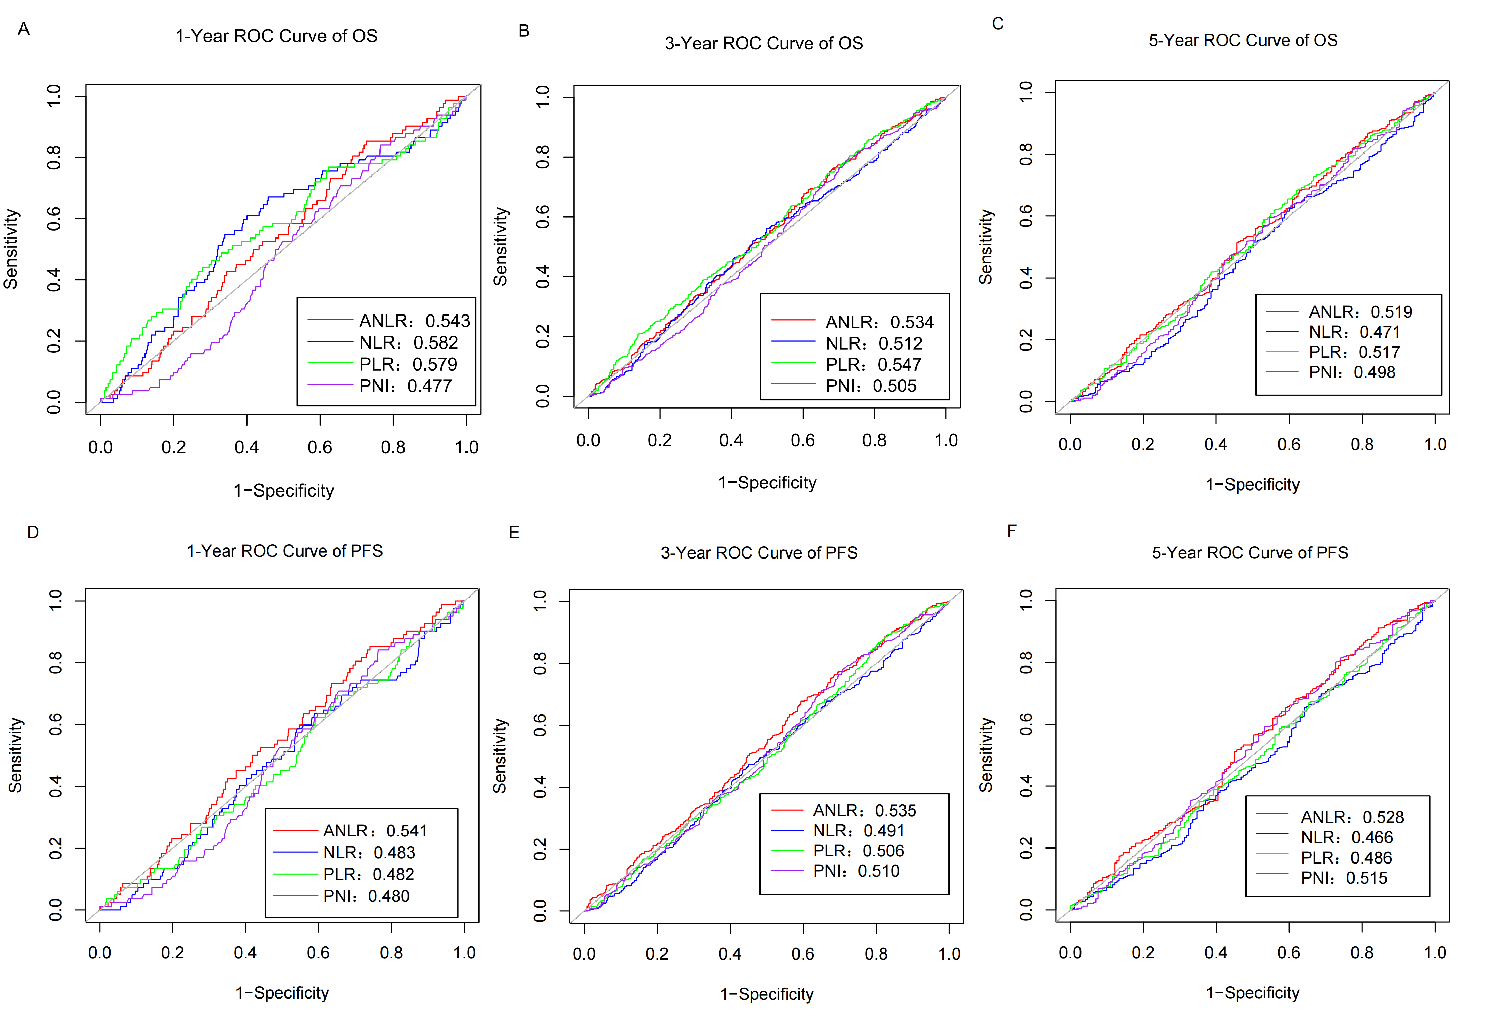 A
1-Year ROC Curve of OS
Sensitivity
0.0 0.2 0.4 0.6 0.8 1.0
ANLR：0.543
NLR：0.582
PLR：0.579
PNI：0.477
0.0 0.2 0.4 0.6 0.8 1.0
1−Specificity
B
3-Year ROC Curve of OS
Sensitivity
0.0 0.2 0.4 0.6 0.8 1.0
ANLR：0.534
NLR：0.512
PLR：0.547
PNI：0.505
0.0 0.2 0.4 0.6 0.8 1.0
1−Specificity
C
5-Year ROC Curve of OS
Sensitivity
0.0 0.2 0.4 0.6 0.8 1.0
ANLR：0.519
NLR：0.471
PLR：0.517
PNI：0.498
0.0 0.2 0.4 0.6 0.8 1.0
1−Specificity
D
1-Year ROC Curve of PFS
Sensitivity
0.0 0.2 0.4 0.6 0.8 1.0
ANLR：0.541
NLR：0.483
PLR：0.482
PNI：0.480
0.0 0.2 0.4 0.6 0.8 1.0
1−Specificity
E
3-Year ROC Curve of PFS
Sensitivity
0.0 0.2 0.4 0.6 0.8 1.0
ANLR：0.535
NLR：0.491
PLR：0.506
PNI：0.510
0.0 0.2 0.4 0.6 0.8 1.0
1−Specificity
F
5-Year ROC Curve of PFS
Sensitivity
0.0 0.2 0.4 0.6 0.8 1.0
ANLR：0.528
NLR：0.466
PLR：0.486
PNI：0.515
0.0 0.2 0.4 0.6 0.8 1.0
1−Specificity